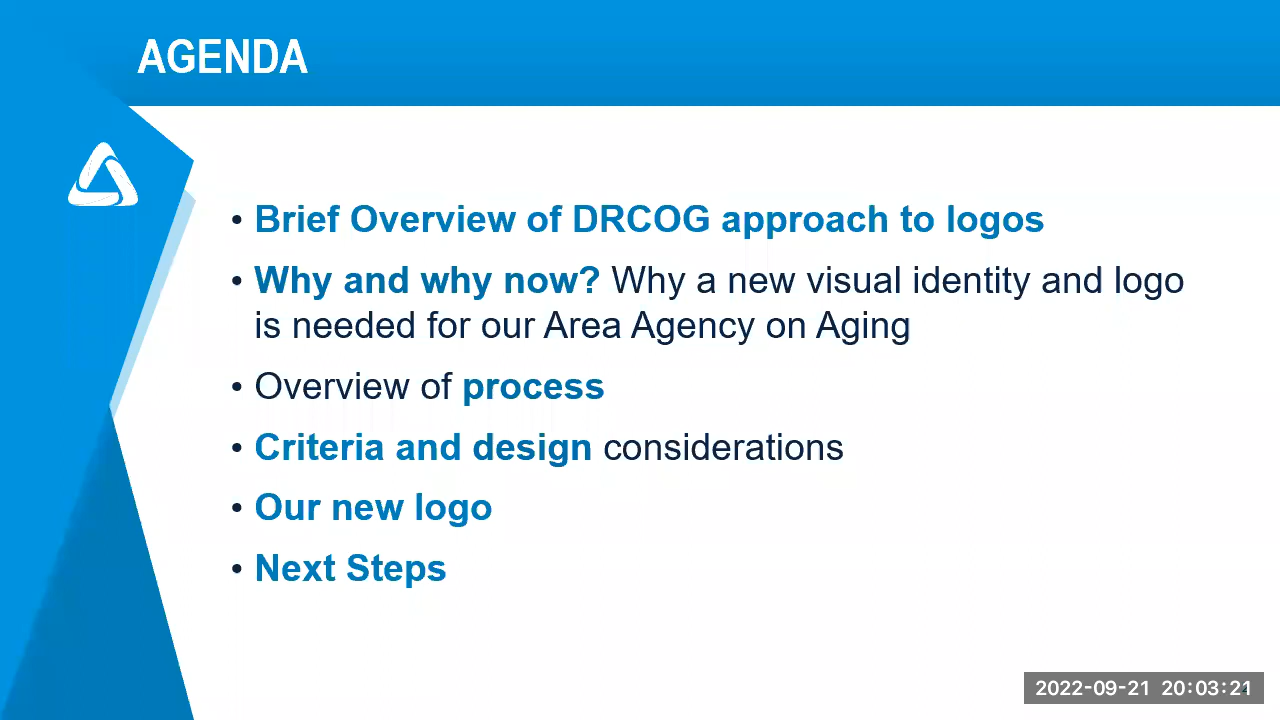 AGENDA
• Brief Overview of DRCOG approach to logos
• Why and why now? Why a new visual identity and logo
is needed for our Area Agency on Aging
• Overview of process
• Criteria and design considerations
• Our new logo
• Next Steps
2022-09-21 20:03:21